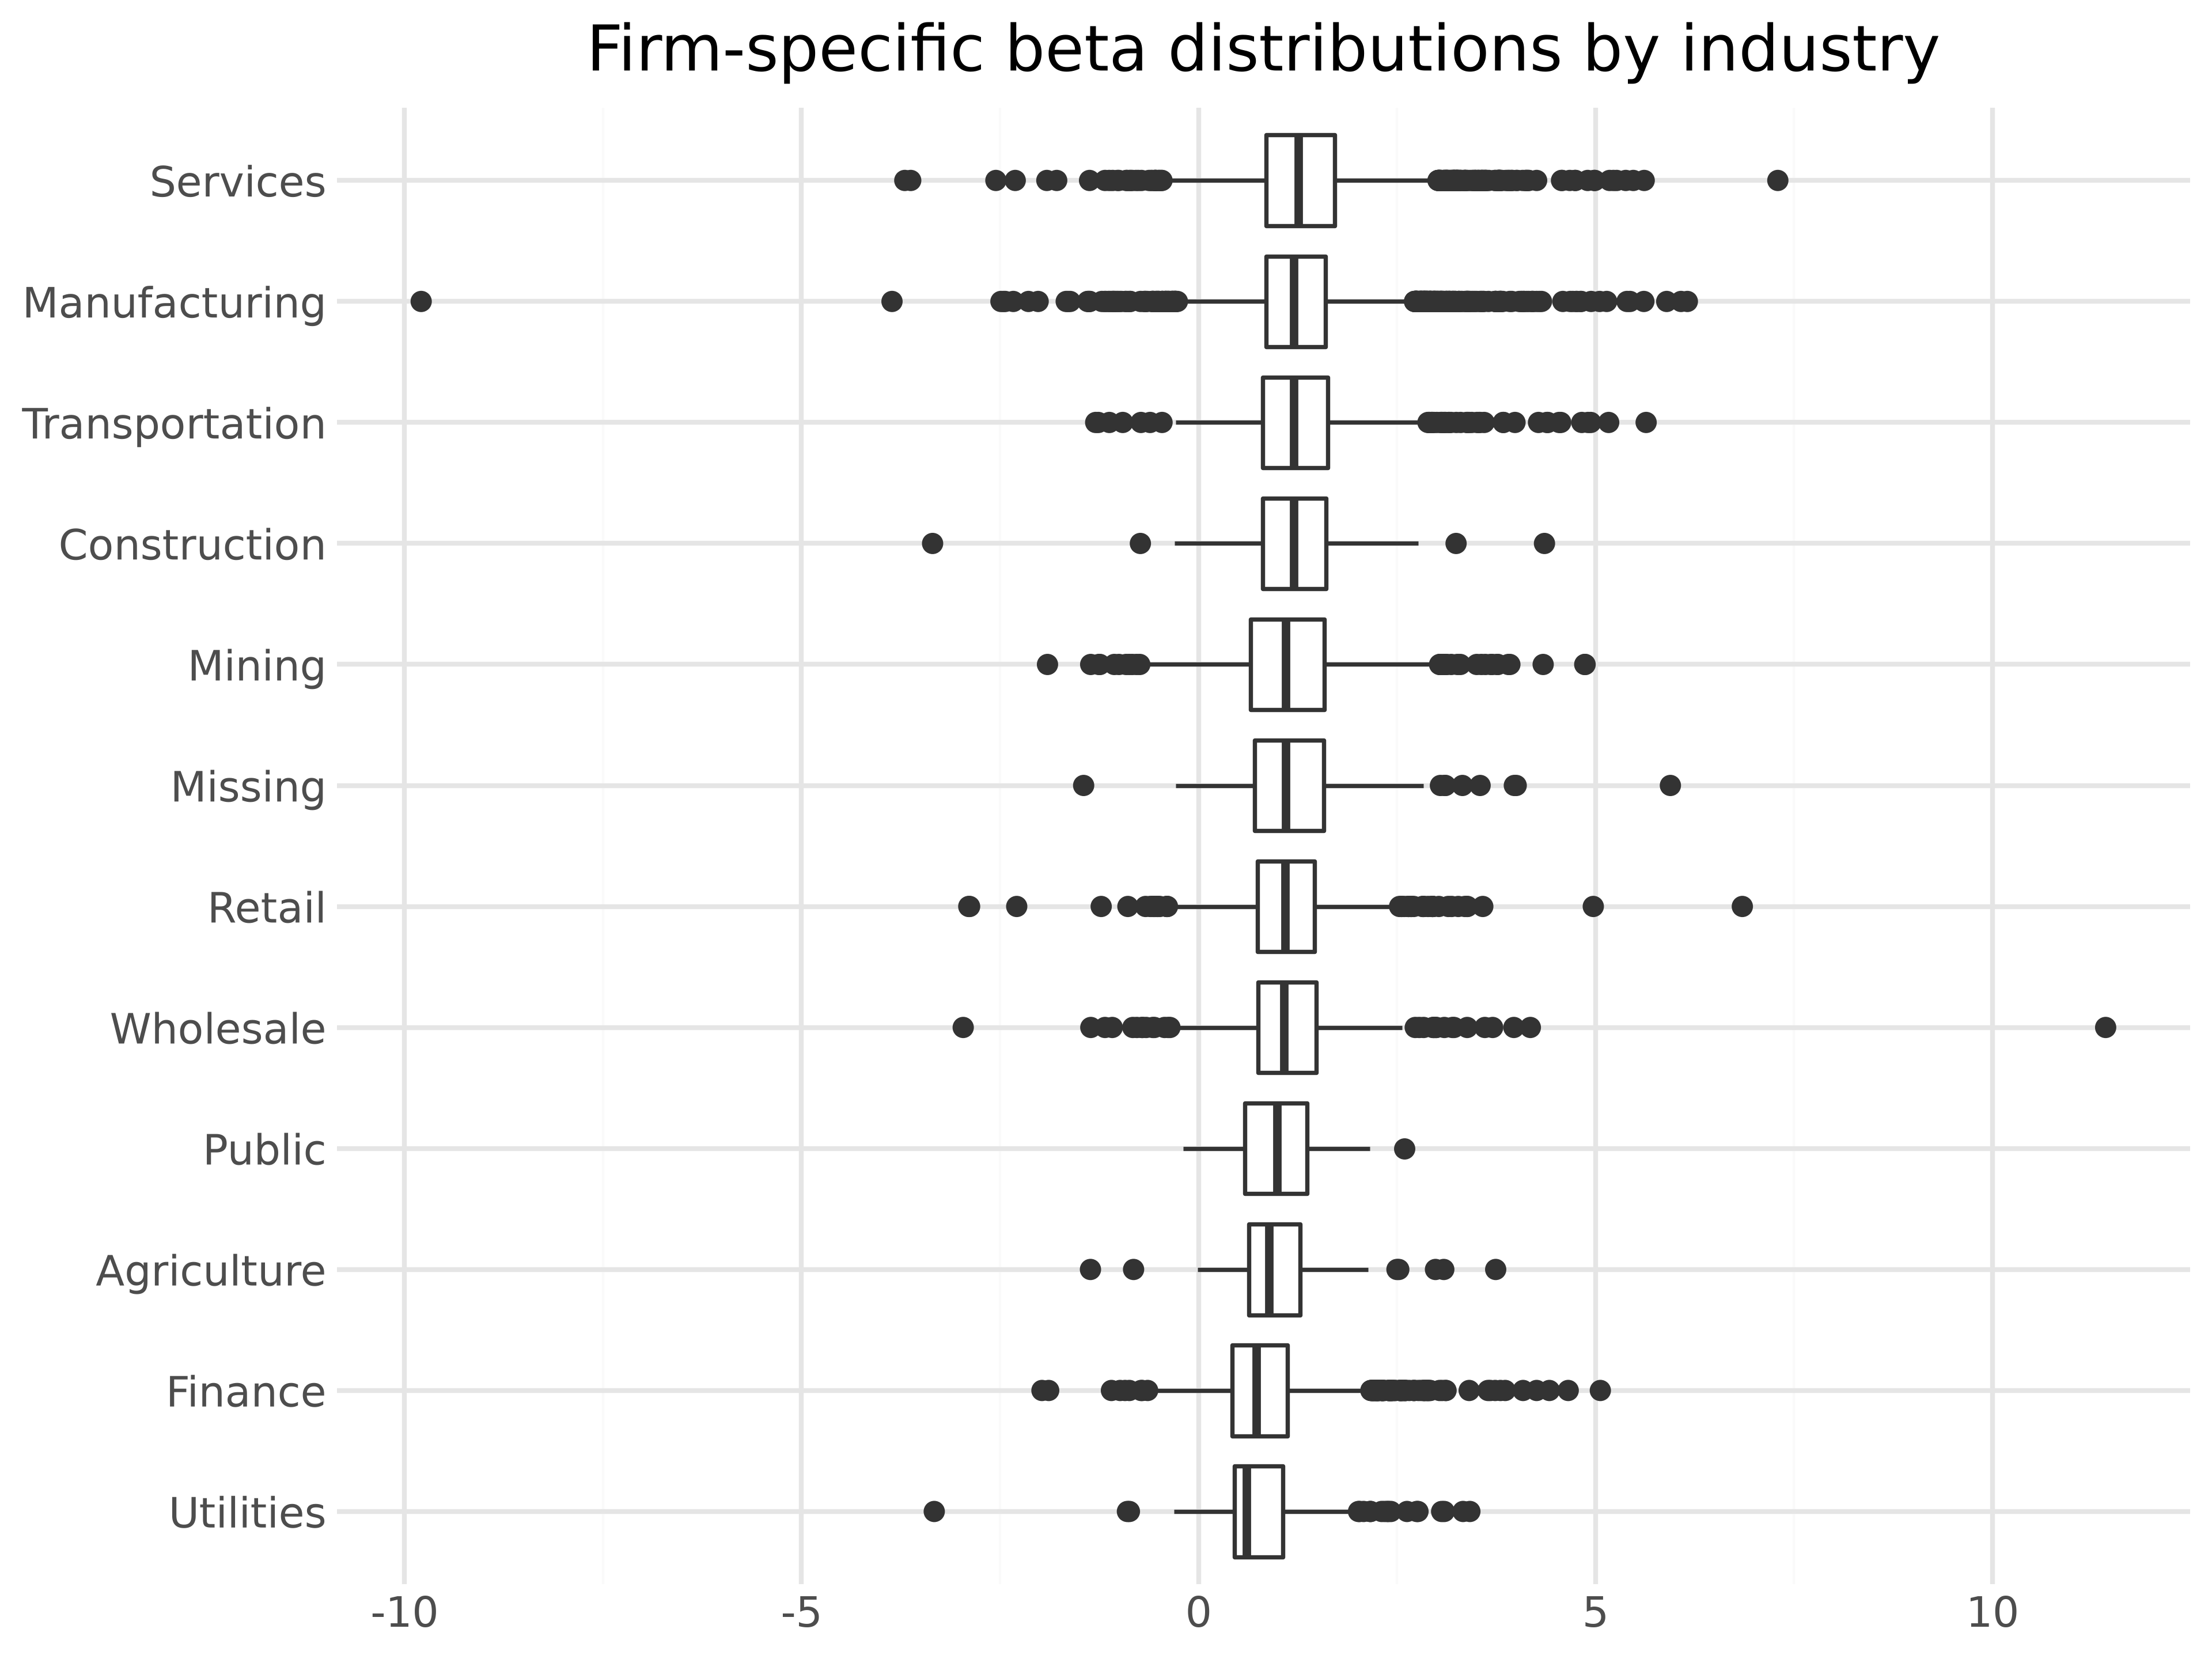 Firm-specific beta distributions by industry
Services
Manufacturing
Transportation
Construction
Mining
Missing
Retail
Wholesale
Public
Agriculture
Finance
Utilities
-10 -5 0 5 10